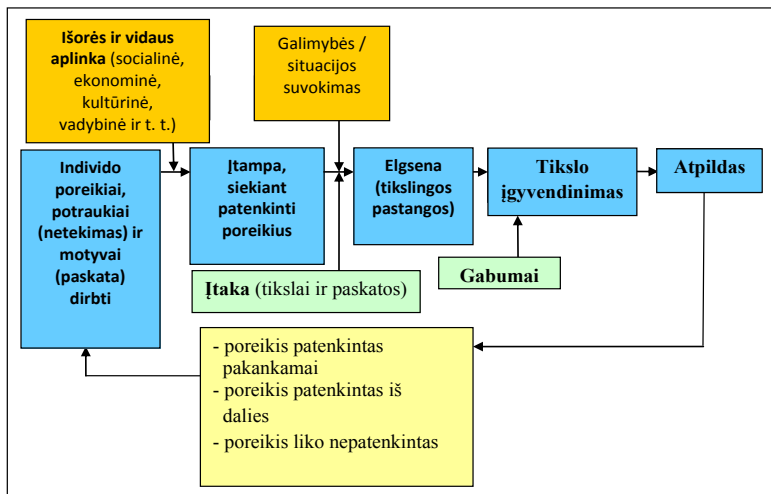 Išorės ir vidaus
aplinka (socialinė,
ekonominė,
kultūrinė,
vadybinė ir t. t.)
Galimybės /
situacijos
suvokimas
Individo
poreikiai,
potraukiai
(netekimas) ir
motyvai
(paskata)
dirbti
Įtampa,
siekiant
patenkinti
poreikius
Elgsena
(tikslingos
pastangos)
Tikslo
įgyvendinimas
Atpildas
Įtaka (tikslai ir paskatos)
Gabumai
- poreikis patenkintas
pakankamai
- poreikis patenkintas iš
dalies
- poreikis liko nepatenkintas